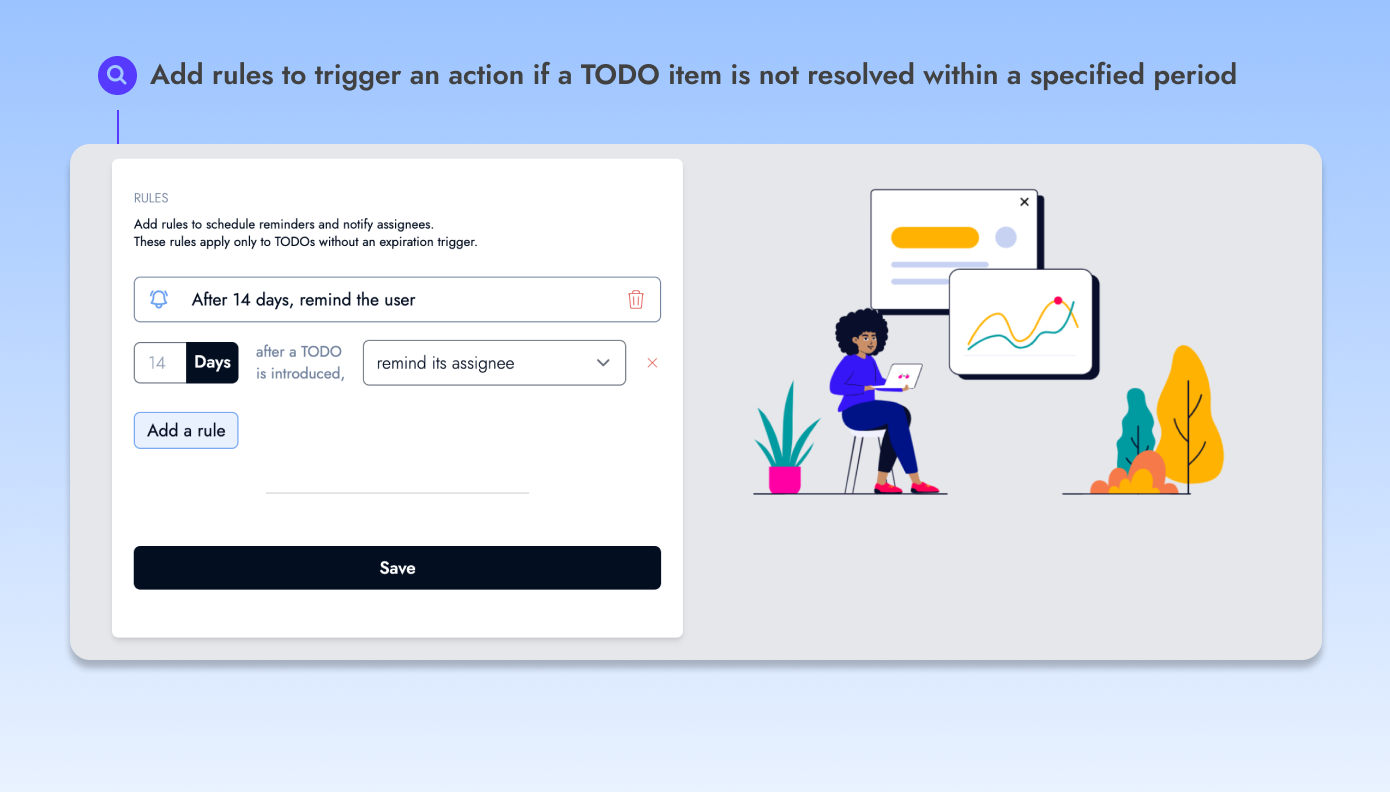 Add rules to trigger an action if a TODO item is not resolved within a specified period
RULES
Add rules to schedule reminders and notify assignees.
These rules apply only to TODOs without an expiration trigger.
After 14 days, remind the user
14 Days after a TODO
is introduced, remind its assignee
Add a rule
Save